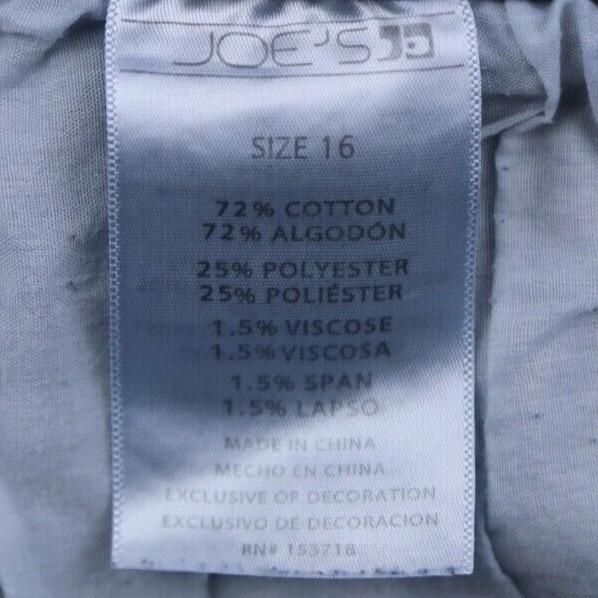 JOE'S
SIZE 16
72% COTTON
72% ALGODÓN
25% POLYESTER
25% POLIÉSTER
1.5% VISCOSE
1.5% VISCOSA
1.5% SPAN
1.5% LAPSO
MADE IN CHINA
MECHO EN CHINA
EXCLUSIVE OF DECORATION
EXCLUSIVO DE DECORACION
RN# 153718